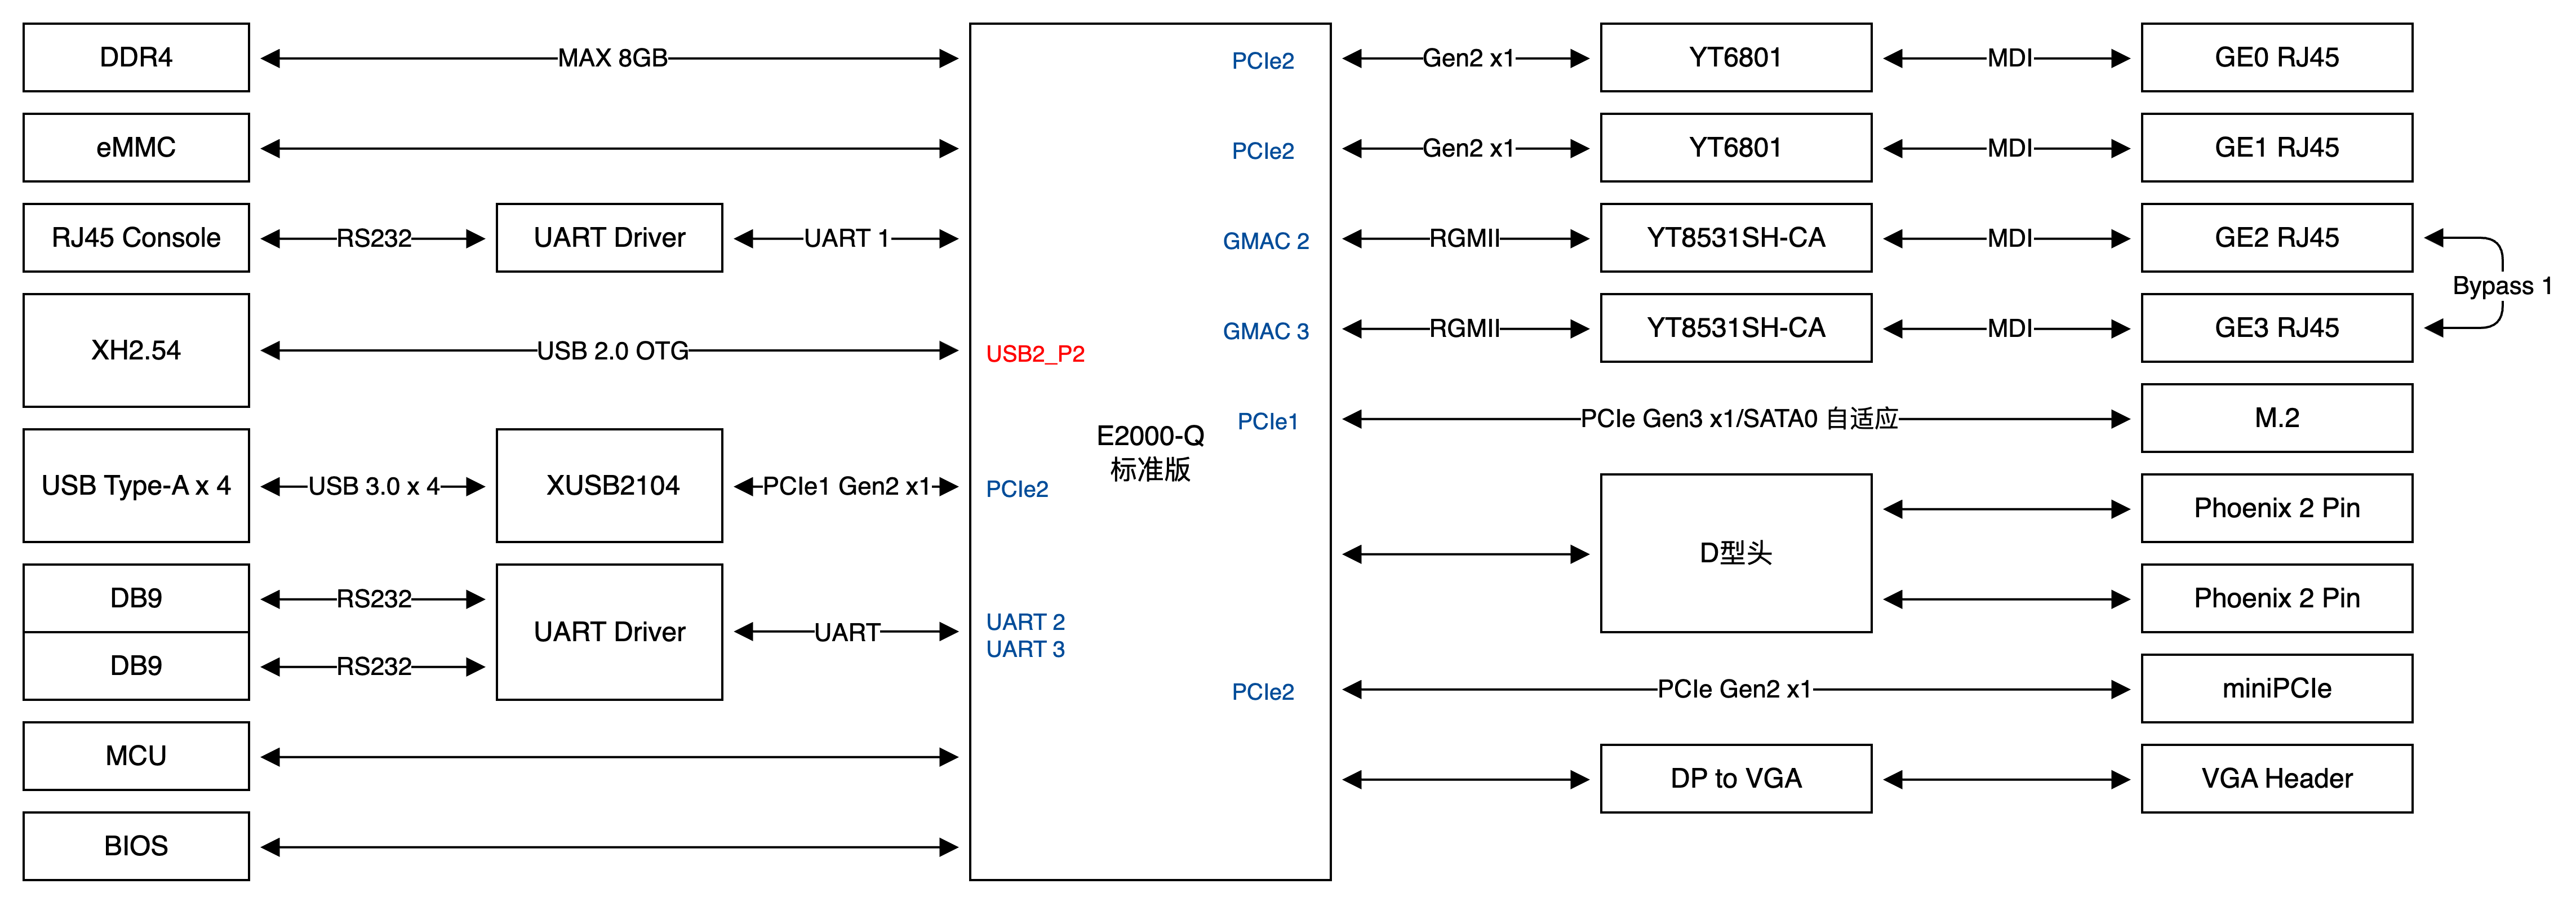 DDR4
MAX 8GB
PCIe2
Gen2 x1
YT6801
MDI
GE0 RJ45
eMMC
PCIe2
Gen2 x1
YT6801
MDI
GE1 RJ45
RJ45 Console
RS232
UART Driver
UART 1
GMAC 2
RGMII
YT8531SH-CA
MDI
GE2 RJ45
Bypass 1
XH2.54
USB 2.0 OTG
USB2_P2
GMAC 3
RGMII
YT8531SH-CA
MDI
GE3 RJ45
PCIe1
PCIe Gen3 x1/SATA0 自适应
M.2
E2000-Q
标准版
USB Type-A x 4
USB 3.0 x 4
XUSB2104
PCIe1 Gen2 x1
PCIe2
D型头
Phoenix 2 Pin
Phoenix 2 Pin
DB9
RS232
DB9
RS232
UART Driver
UART
UART 2
UART 3
PCIe2
PCIe Gen2 x1
miniPCIe
MCU
DP to VGA
VGA Header
BIOS